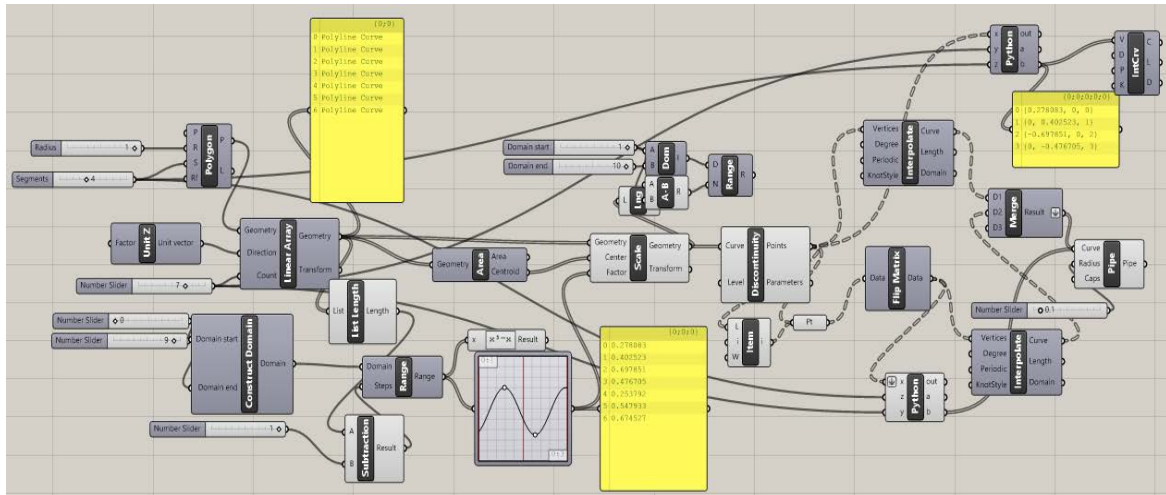 {0;0}
0 Polyline Curve
1 Polyline Curve
2 Polyline Curve
3 Polyline Curve
4 Polyline Curve
5 Polyline Curve
6 Polyline Curve
Radius
1
Segments
4
P
R
S
Polygon
P
L
Factor
Unit Z
Unit vector
Geometry
Direction
Count
Linear Array
Geometry
Transform
Number Slider
7
Number Slider
0
Number Slider
9
Domain start
Domain end
Construct Domain
Domain
List
List Length
Length
Domain
Steps
Range
Range
Number Slider
1
A
B
Subtraction
Result
x
Result
Geometry
Area
Area
Centroid
Domain start
1
Domain end
10
A
B
Dom
I
L
Lng
A
B
A-B
R
D
N
Range
R
Geometry
Center
Factor
Scale
Geometry
Transform
{0;0;0}
0 0.278083
1 0.402523
2 0.697851
3 0.476705
4 0.253792
5 0.547933
6 0.674527
Curve
Level
Discontinuity
Points
Parameters
L
i
W
Item
i
Pt
Data
Flip Matrix
Data
Vertices
Degree
Periodic
KnotStyle
Interpolate
Curve
Length
Domain
x
y
z
Python
out
a
b
V
D
P
K
IntCrv
C
L
D
{0;0;0;0;0}
0 {0.278083, 0, 0}
1 {0, 0.402523, 1}
2 {-0.697851, 0, 2}
3 {0, -0.476705, 3}
D1
D2
D3
Merge
Result
Curve
Radius
Caps
Pipe
Pipe
Number Slider
0.1
Vertices
Degree
Periodic
KnotStyle
Interpolate
Curve
Length
Domain
x
z
y
Python
out
a
b